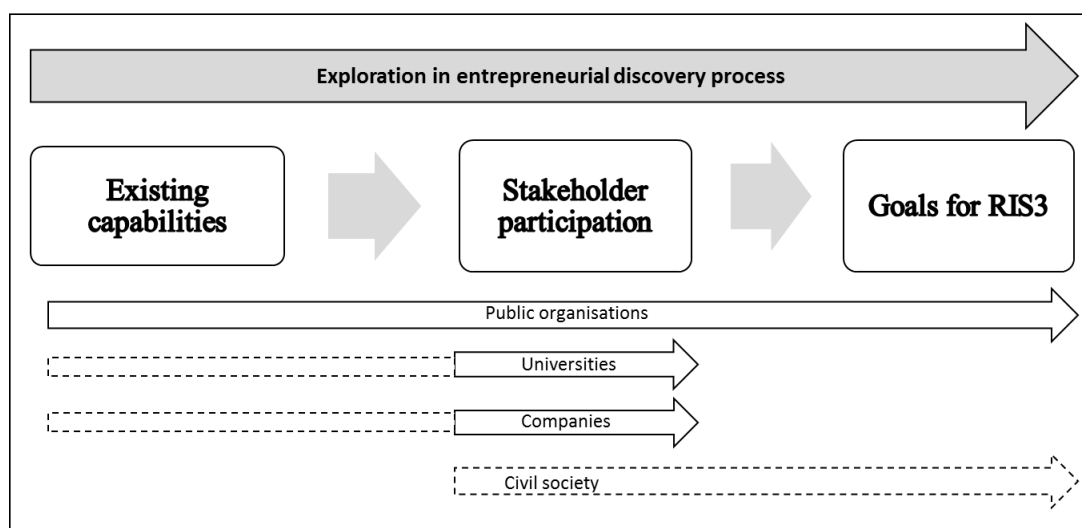 Exploration in entrepreneurial discovery process
Existing
capabilities
Stakeholder
participation
Goals for RIS3
Public organisations
Universities
Companies
Civil society